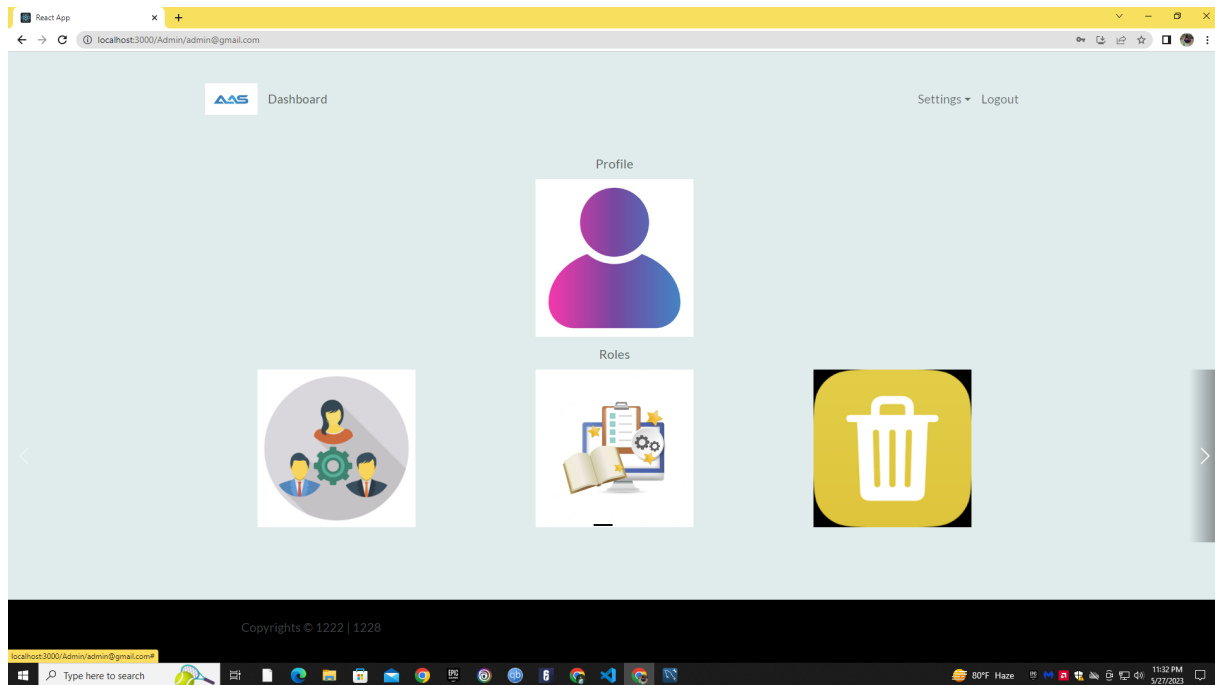 React App
localhost:3000/Admin/admin@gmail.com
AAS Dashboard Settings Logout
Profile
Roles
Copyrights © 1222 | 1228
localhost:3000/Admin/admin@gmail.com#
Type here to search
EPIC
80°F Haze
11:32 PM
5/27/2023